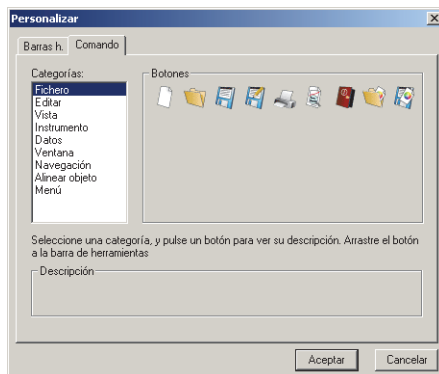 Personalizar
Barras h.
Comando
Categorías:
Botones
Fichero
Editar
Vista
Instrumento
Datos
Ventana
Navegación
Alinear objeto
Menú
Seleccione una categoría, y pulse un botón para ver su descripción. Arrastre el botón
a la barra de herramientas
Descripción
Aceptar
Cancelar